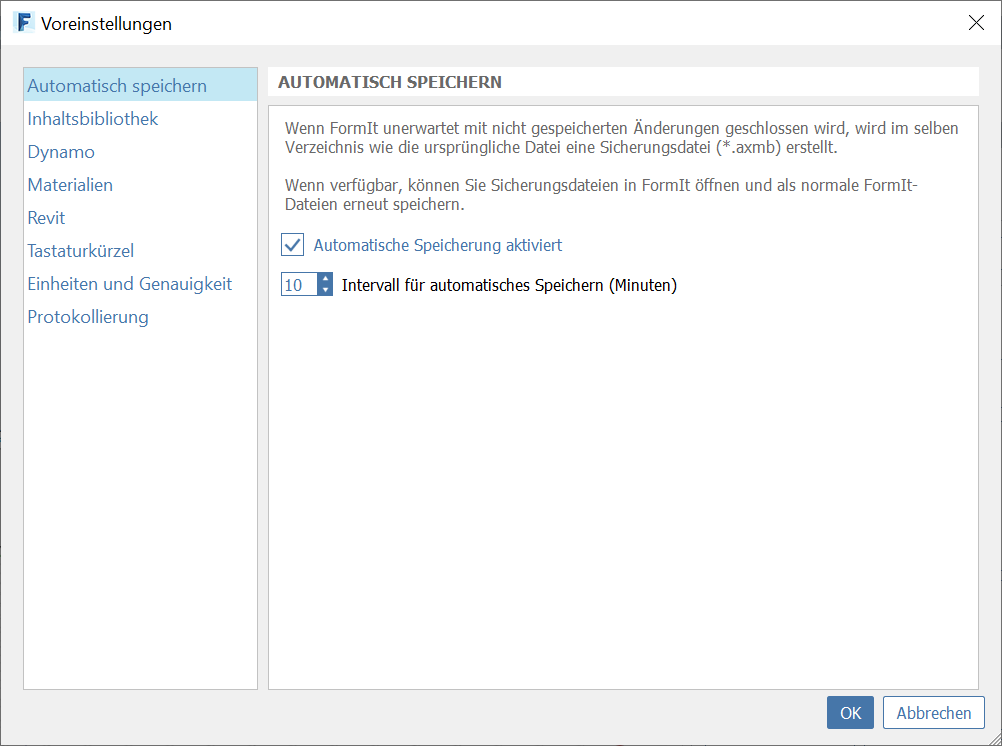 Voreinstellungen
Automatisch speichern
Inhaltsbibliothek
Dynamo
Materialien
Revit
Tastaturkürzel
Einheiten und Genauigkeit
Protokollierung
AUTOMATISCH SPEICHERN
Wenn FormIt unerwartet mit nicht gespeicherten Änderungen geschlossen wird, wird im selben
Verzeichnis wie die ursprüngliche Datei eine Sicherungsdatei (*.axmb) erstellt.
Wenn verfügbar, können Sie Sicherungsdateien in FormIt öffnen und als normale FormIt-
Dateien erneut speichern.
Automatische Speicherung aktiviert
10 Intervall für automatisches Speichern (Minuten)
OK Abbrechen